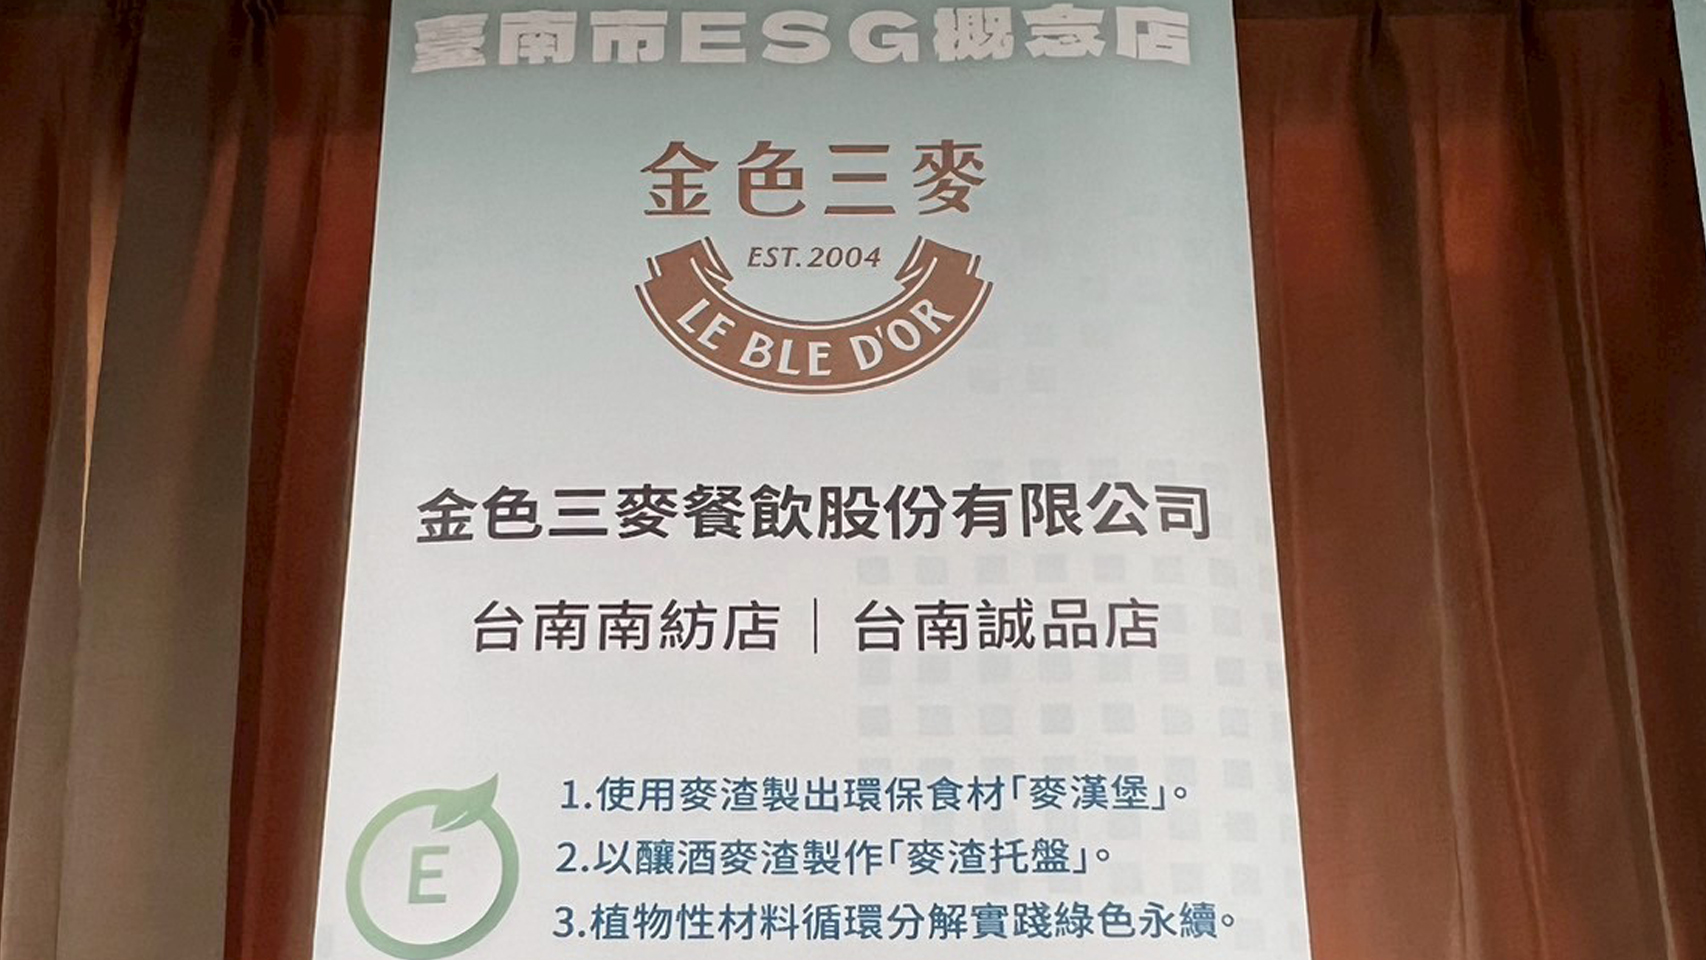 臺南市ESG概念店
金色三麥
EST.2004
LE BLE D'OR
金色三麥餐飲股份有限公司
台南南紡店｜台南誠品店
E
1.使用麥渣製出環保食材「麥漢堡」。
2.以釀酒麥渣製作「麥渣托盤」。
3.植物性材料循環分解實踐綠色永續。